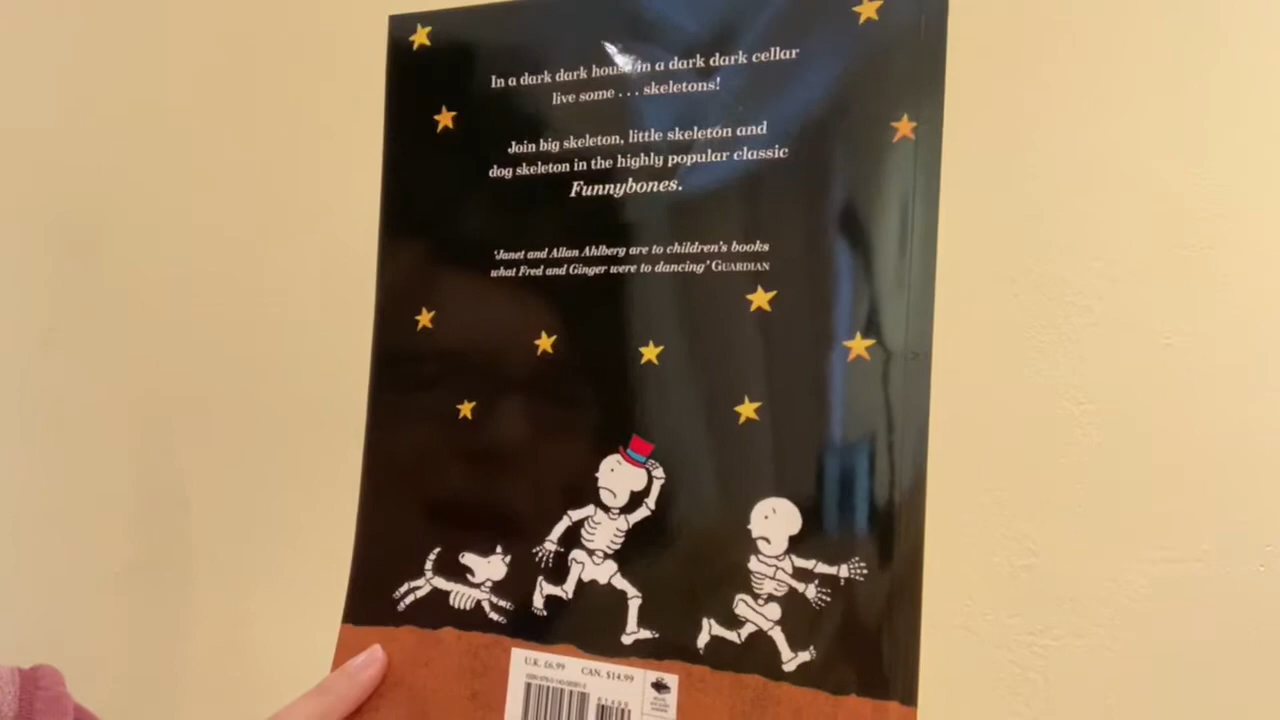 In a dark dark house in a dark dark cellar
live some . . . skeletons!
Join big skeleton, little skeleton and
dog skeleton in the highly popular classic
Funnybones.
‘Janet and Allan Ahlberg are to children’s books
what Fred and Ginger were to dancing’ GUARDIAN
U.K. £6.99 CAN. $14.99